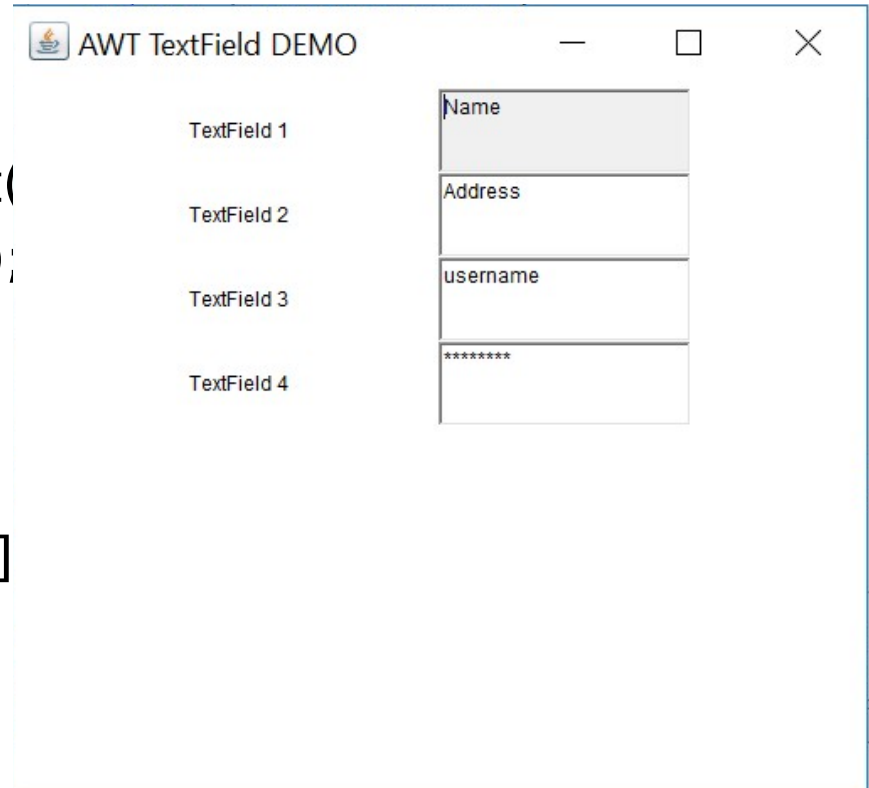 AWT TextField DEMO
TextField 1
Name
TextField 2
Address
TextField 3
username
TextField 4
********
(
;
]